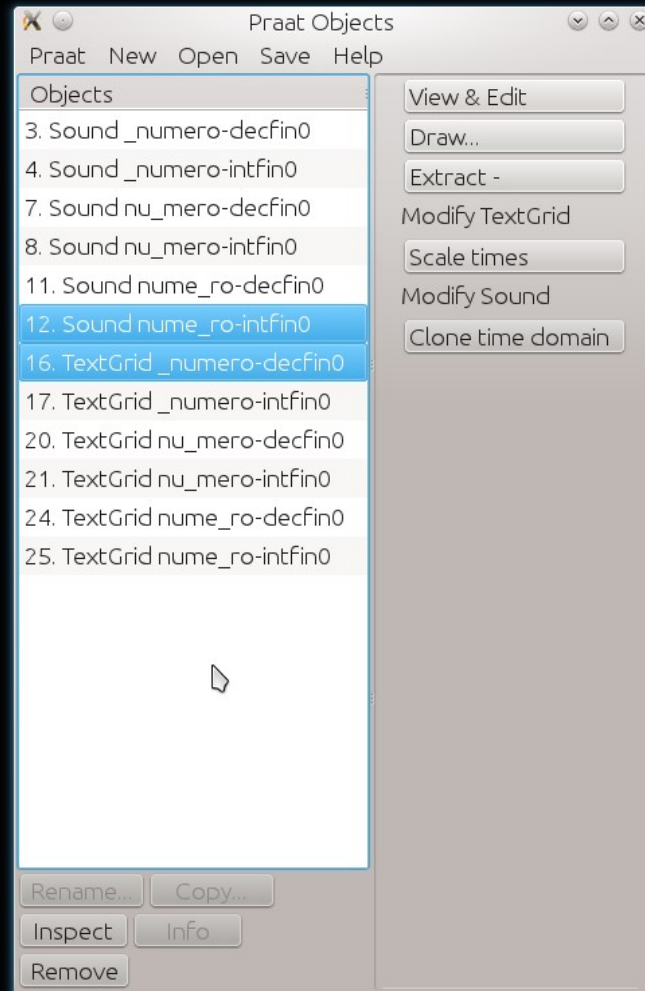 Praat Objects
Praat New Open Save Help
Objects
3. Sound _numero-decfin0
4. Sound _numero-intfin0
7. Sound nu_mero-decfin0
8. Sound nu_mero-intfin0
11. Sound nume_ro-decfin0
12. Sound nume_ro-intfin0
16. TextGrid _numero-decfin0
17. TextGrid _numero-intfin0
20. TextGrid nu_mero-decfin0
21. TextGrid nu_mero-intfin0
24. TextGrid nume_ro-decfin0
25. TextGrid nume_ro-intfin0
Rename... Copy...
Inspect Info
Remove
View & Edit
Draw...
Extract -
Modify TextGrid
Scale times
Modify Sound
Clone time domain